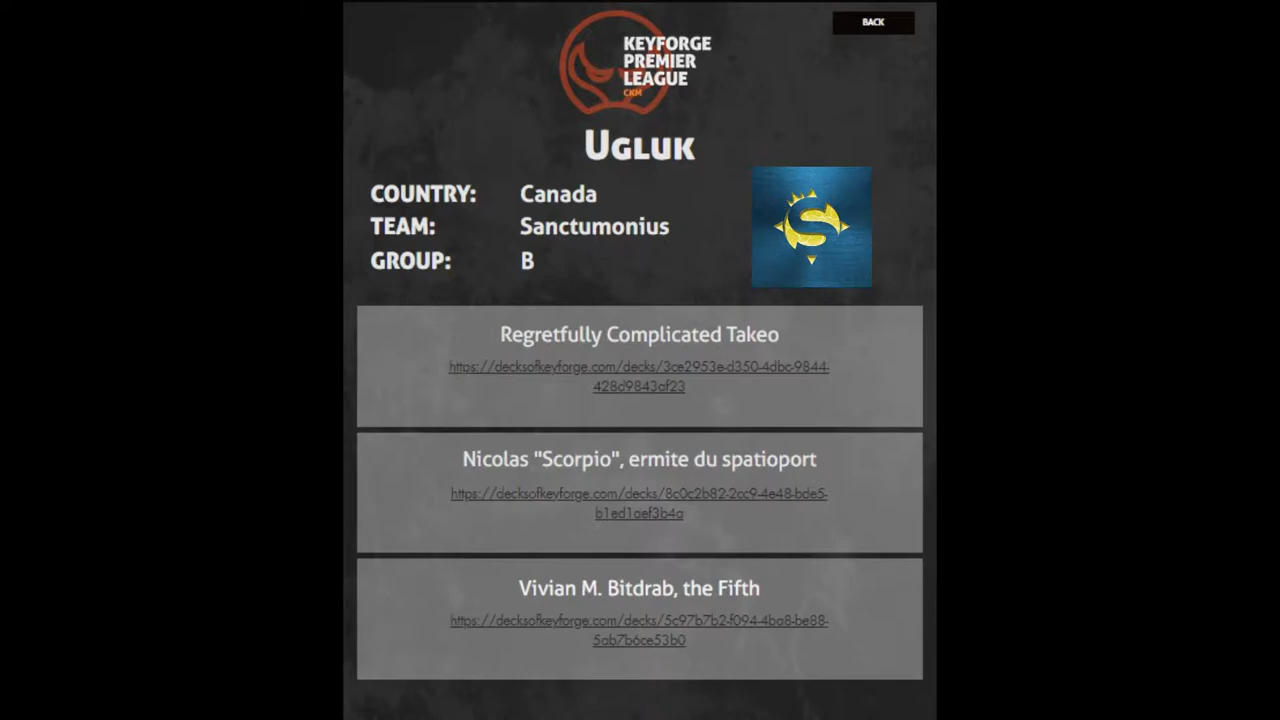 BACK
KEYFORGE
PREMIER
LEAGUE
CKM
Ugluk
COUNTRY: Canada
TEAM: Sanctumonius
GROUP: B
Regretfully Complicated Takeo
https://decksofkeyforge.com/decks/3ce2953e-d350-4dbc-9844-
428d9843af23
Nicolas "Scorpio", ermite du spatioport
https://decksofkeyforge.com/decks/8c0c2b82-2cc9-4e48-bde5-
b1ed1aef3b4a
Vivian M. Bitdrab, the Fifth
https://decksofkeyforge.com/decks/5c97b7b2-f094-4ba8-be88-
5ab7b6ce53b0